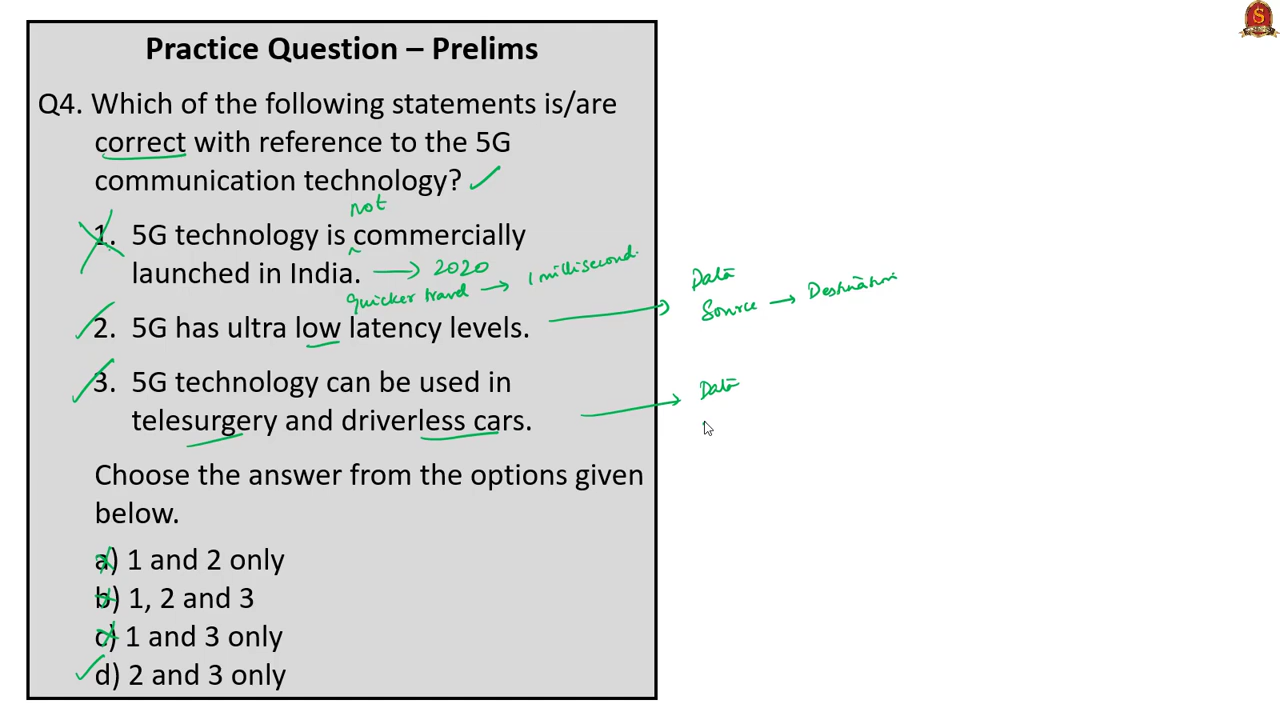 Practice Question – Prelims
Q4. Which of the following statements is/are
correct with reference to the 5G
communication technology?
not
1. 5G technology is commercially
launched in India. → 2020
quicker travel → 1 millisecond.
2. 5G has ultra low latency levels.
Data
Source → Destination
3. 5G technology can be used in
telesurgery and driverless cars.
Data
Choose the answer from the options given
below.
a) 1 and 2 only
b) 1, 2 and 3
c) 1 and 3 only
d) 2 and 3 only